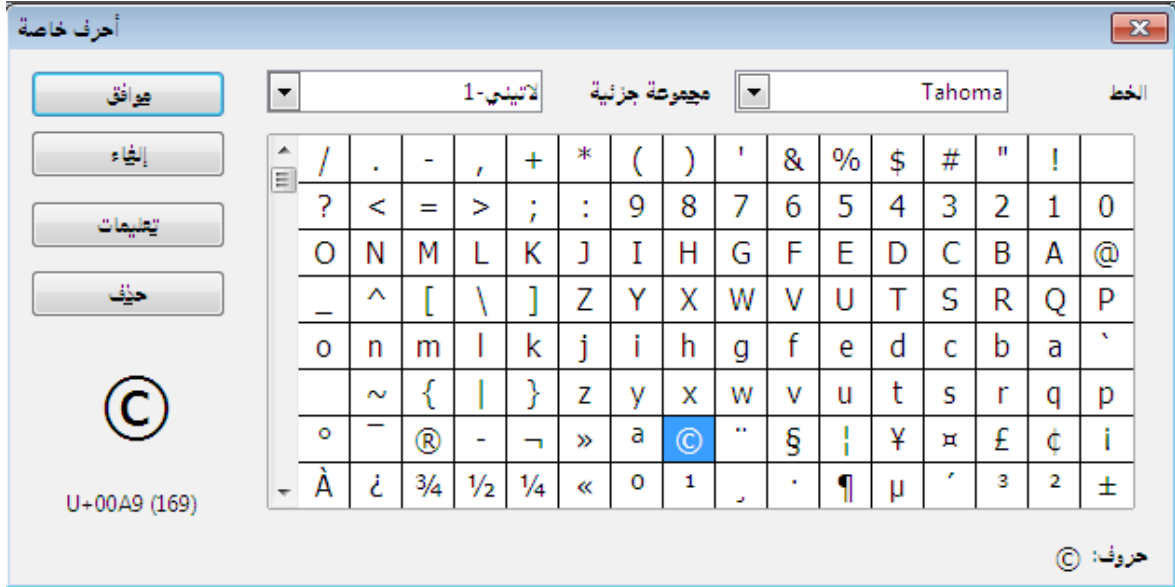 أحرف خاصة
الخط Tahoma مجموعة جزئية لاتيني-1
موافق
إلغاء
تعليمات
حذف
/ . - , + * ( ) ' & % $ # " !
? < = > ; : 9 8 7 6 5 4 3 2 1 0
O N M L K J I H G F E D C B A @
_ ^ [ \ ] Z Y X W V U T S R Q P
o n m l k j i h g f e d c b a `
~ { | } z y x w v u t s r q p
° ¯ ® - ¬ » ª © ¨ § ¦ ¥ ¤ £ ¢ ¡
À ¿ ¾ ½ ¼ « º ¹ ¸ · ¶ µ ´ ³ ² ±
©
U+00A9 (169)
حروف: ©